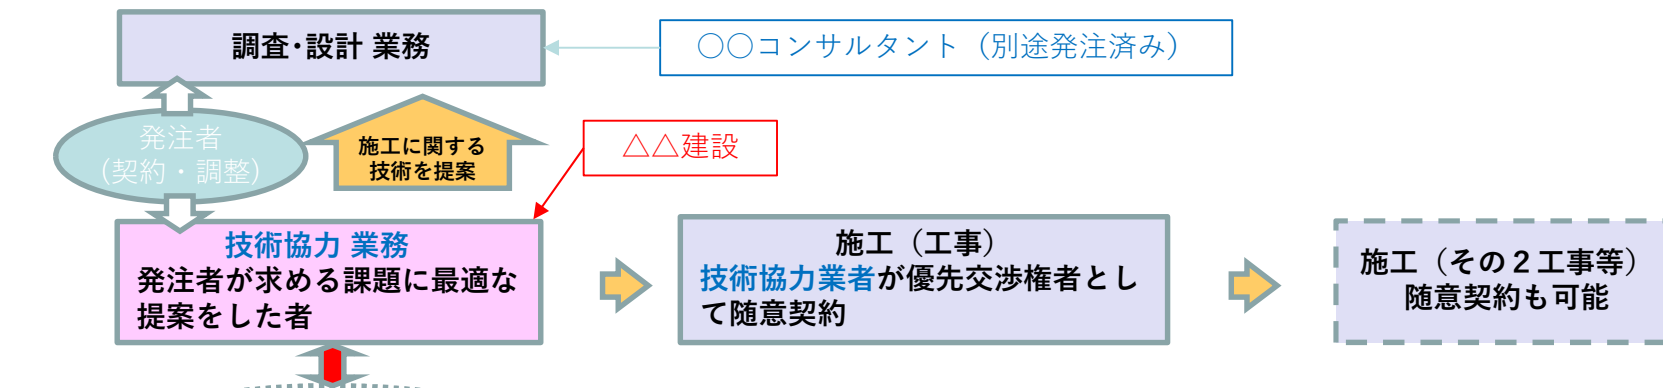 調査・設計 業務
○○コンサルタント（別途発注済み）
発注者
（契約・調整）
施工に関する
技術を提案
△△建設
技術協力 業務
発注者が求める課題に最適な
提案をした者
施工（工事）
技術協力業者が優先交渉権者とし
て随意契約
施工（その２工事等）
随意契約も可能